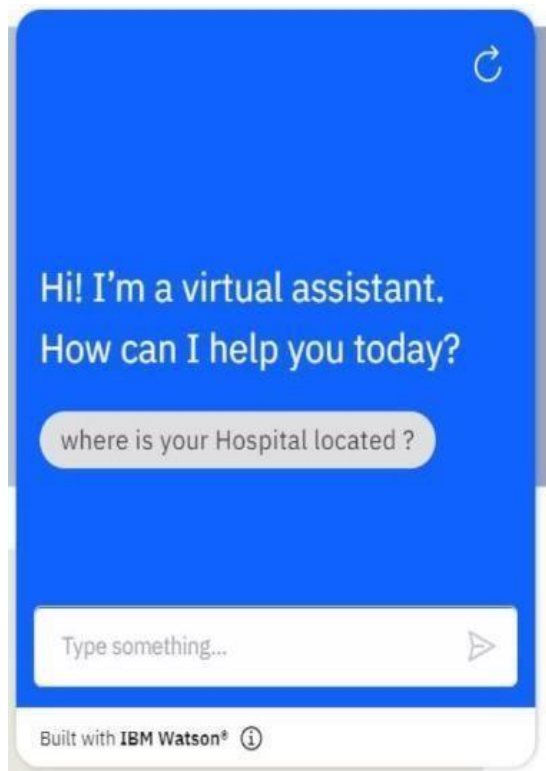 Hi! I'm a virtual assistant.
How can I help you today?
where is your Hospital located ?
Type something...
Built with IBM Watson®